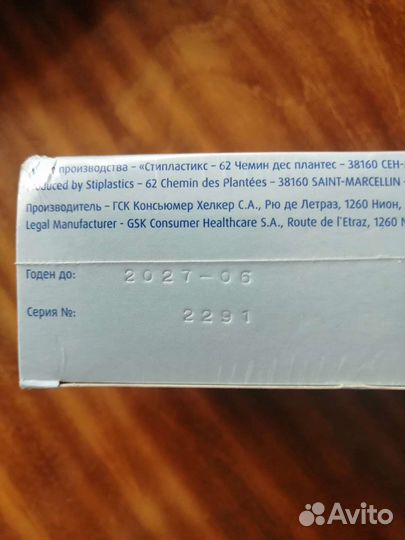 производства – «Стипластик – 62 Чемин дес плантес – 38160 СЕН-
Produced by Stiplastics – 62 Chemin des Plantées – 38160 SAINT-MARCELLIN –
Производитель – ГСК Консьюмер Хелкер С.А., Рю де Летраз, 1260 Нион,
Legal Manufacturer – GSK Consumer Healthcare S.A., Route de l'Etraz, 1260
Годен до: 2027-06
Серия №: 2291
Avito